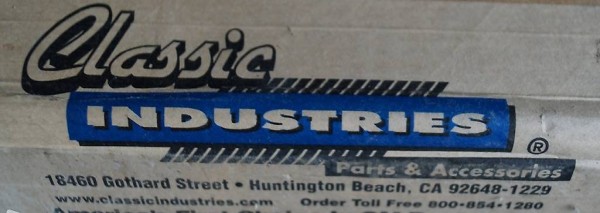 Classic
INDUSTRIES ®
Parts & Accessories
18460 Gothard Street • Huntington Beach, CA 92648-1229
www.classicindustries.com Order Toll Free 800-854-1280